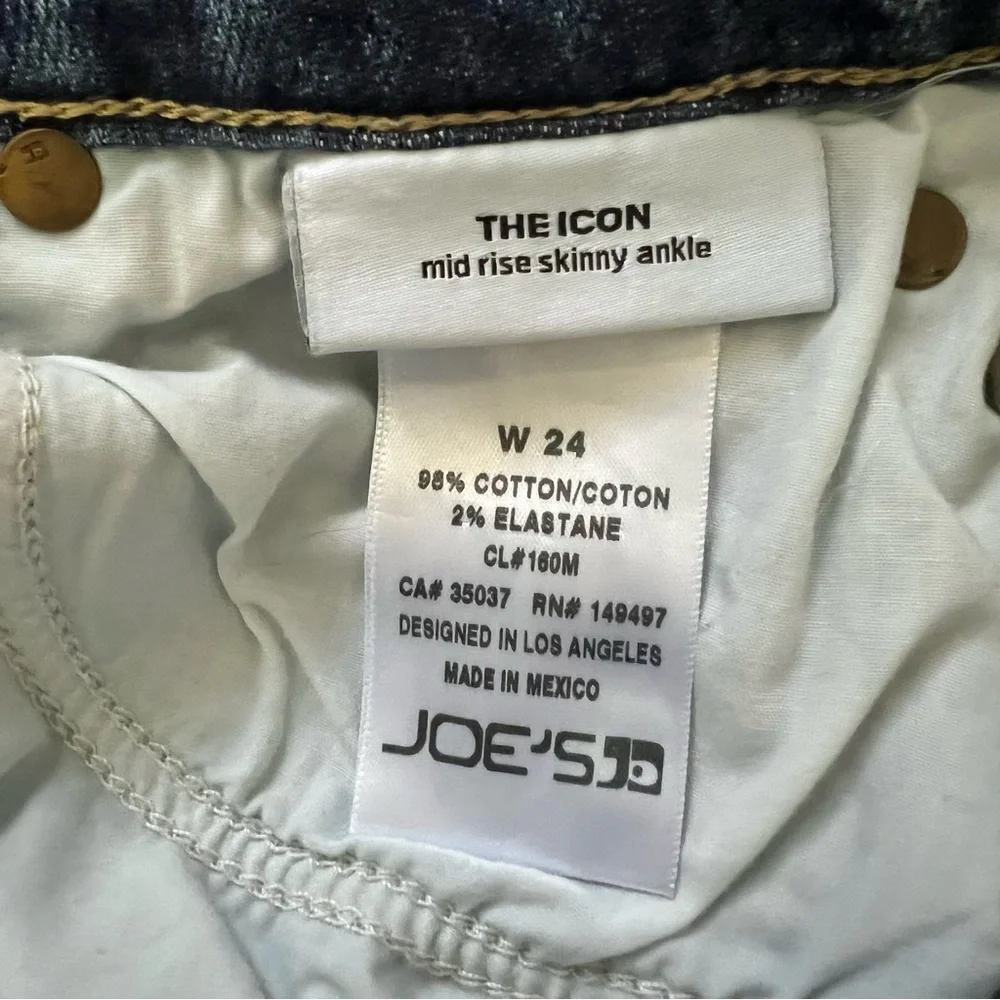 THE ICON
mid rise skinny ankle
W 24
98% COTTON/COTON
2% ELASTANE
CL#160M
CA# 35037 RN# 149497
DESIGNED IN LOS ANGELES
MADE IN MEXICO
JOE'S